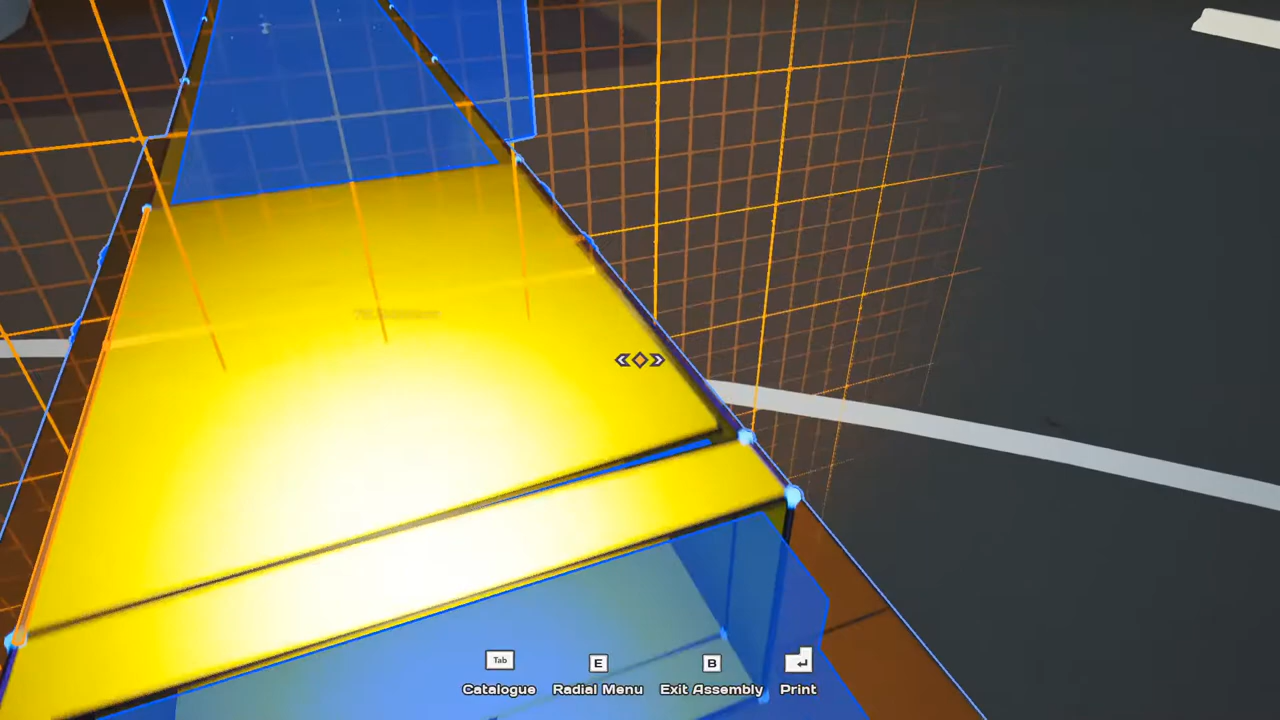 Tab
E
B
Catalogue
Radial Menu
Exit Assembly
Print